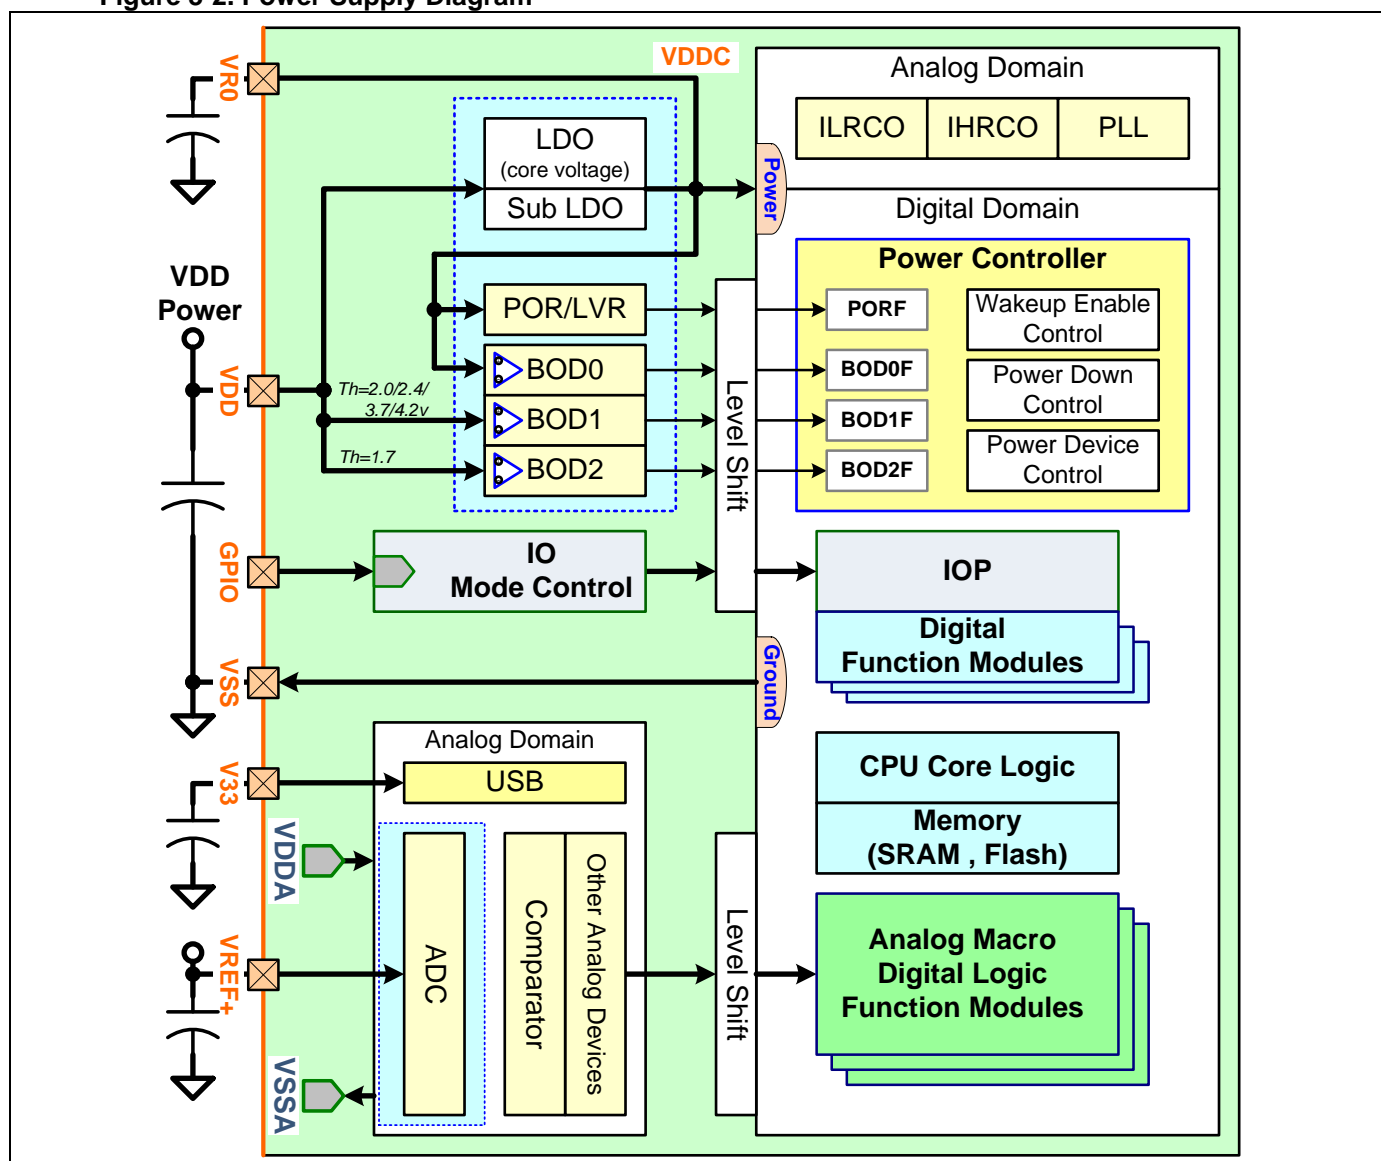 VDDC
Analog Domain
ILRCO
IHRCO
PLL
VR0
LDO
(core voltage)
Sub LDO
Power
Digital Domain
Power Controller
VDD
Power
POR/LVR
PORF
Wakeup Enable
Control
BOD0
BOD0F
VDD
Th=2.0/2.4/
3.7/4.2v
BOD1
BOD1F
Power Down
Control
Th=1.7
BOD2
BOD2F
Power Device
Control
Level Shift
GPIO
IO
Mode Control
IOP
Digital
Function Modules
VSS
Ground
Analog Domain
V33
USB
CPU Core Logic
Memory
(SRAM , Flash)
VDDA
ADC
Comparator
Other Analog Devices
Level Shift
VREF+
Analog Macro
Digital Logic
Function Modules
VSSA